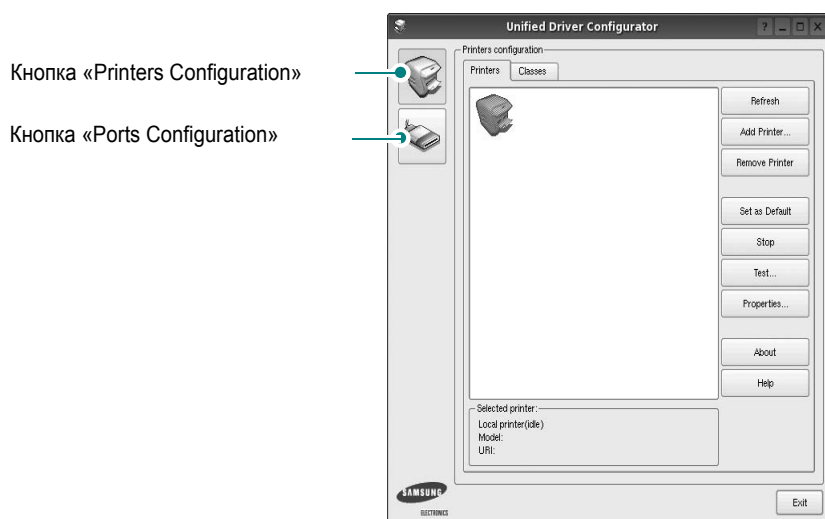 Unified Driver Configurator
Кнопка «Printers Configuration»
Кнопка «Ports Configuration»
Printers configuration
Printers
Classes
Refresh
Add Printer...
Remove Printer
Set as Default
Stop
Test...
Properties...
About
Help
Selected printer:
Local printer(idle)
Model:
URI:
SAMSUNG
ELECTRONICS
Exit